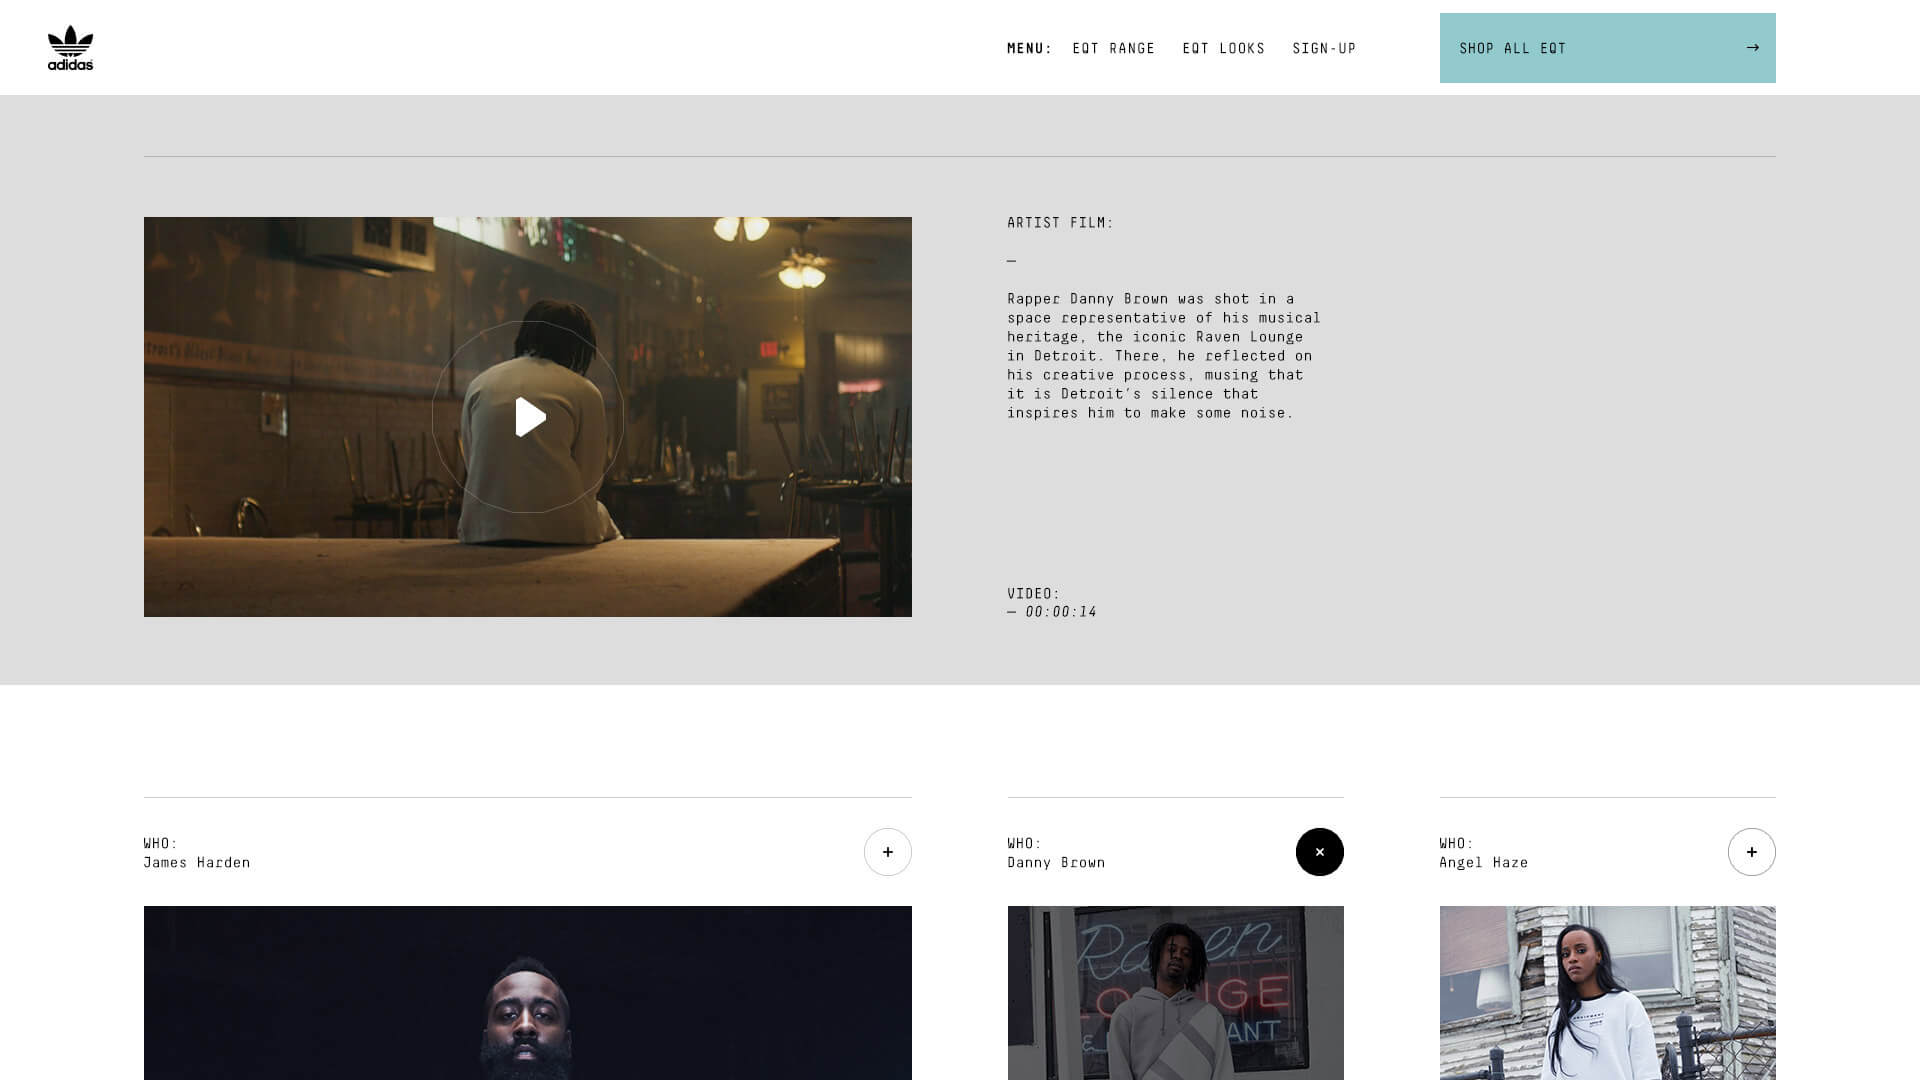 adidas
MENU: EQT RANGE EQT LOOKS SIGN-UP
SHOP ALL EQT →
ARTIST FILM:
—
Rapper Danny Brown was shot in a
space representative of his musical
heritage, the iconic Raven Lounge
in Detroit. There, he reflected on
his creative process, musing that
it is Detroit's silence that
inspires him to make some noise.
VIDEO:
— 00:00:14
WHO:
James Harden
WHO:
Danny Brown
WHO:
Angel Haze
Raven
LOUNGE
&